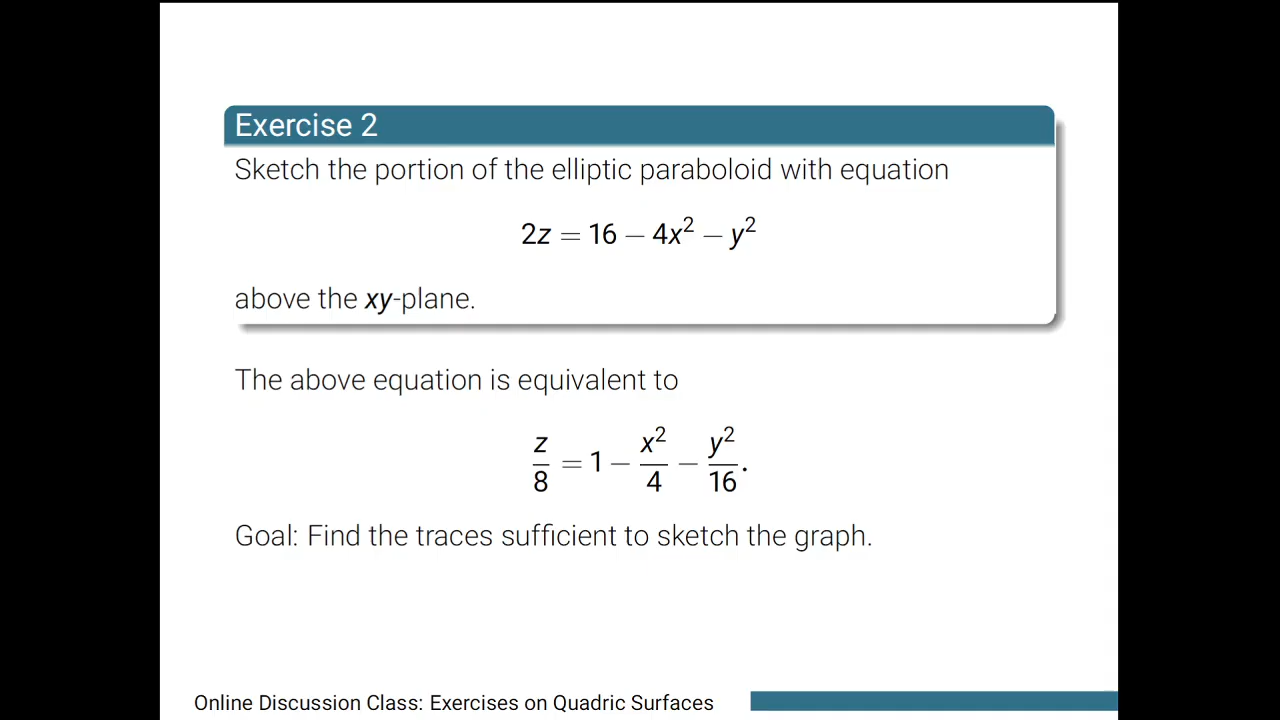 Exercise 2
Sketch the portion of the elliptic paraboloid with equation
2z = 16 − 4x² − y²
above the xy-plane.
The above equation is equivalent to
z/8 = 1 − x²/4 − y²/16.
Goal: Find the traces sufficient to sketch the graph.
Online Discussion Class: Exercises on Quadric Surfaces